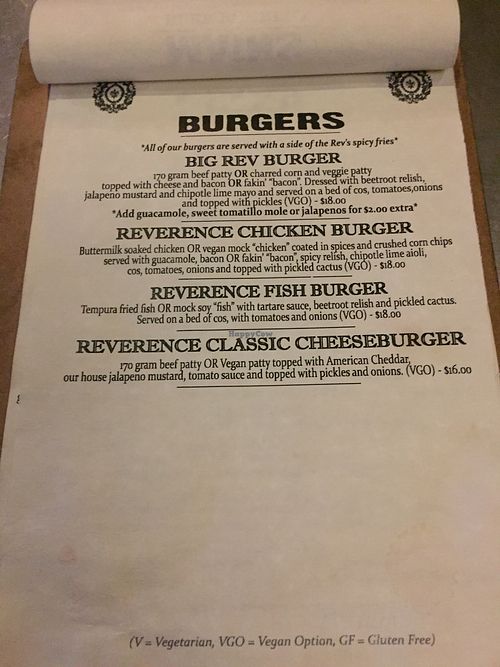 BURGERS
*All of our burgers are served with a side of the Rev's spicy fries*
BIG REV BURGER
170 gram beef patty OR charred corn and veggie patty
topped with cheese and bacon OR fakin' "bacon". Dressed with beetroot relish,
jalapeno mustard and chipotle lime mayo and served on a bed of cos, tomatoes,onions
and topped with pickles (VGO) - $18.00
*Add guacamole, sweet tomatillo mole or jalapenos for $2.00 extra*
REVERENCE CHICKEN BURGER
Buttermilk soaked chicken OR vegan mock "chicken" coated in spices and crushed corn chips
served with guacamole, bacon OR fakin' "bacon", spicy relish, chipotle lime aioli,
cos, tomatoes, onions and topped with pickled cactus (VGO) - $18.00
REVERENCE FISH BURGER
Tempura fried fish OR mock soy "fish" with tartare sauce, beetroot relish and pickled cactus.
Served on a bed of cos, with tomatoes and onions (VGO) - $18.00
HappyCow
REVERENCE CLASSIC CHEESEBURGER
170 gram beef patty OR Vegan patty topped with American Cheddar,
our house jalapeno mustard, tomato sauce and topped with pickles and onions. (VGO) - $16.00
(V = Vegetarian, VGO = Vegan Option, GF = Gluten Free)